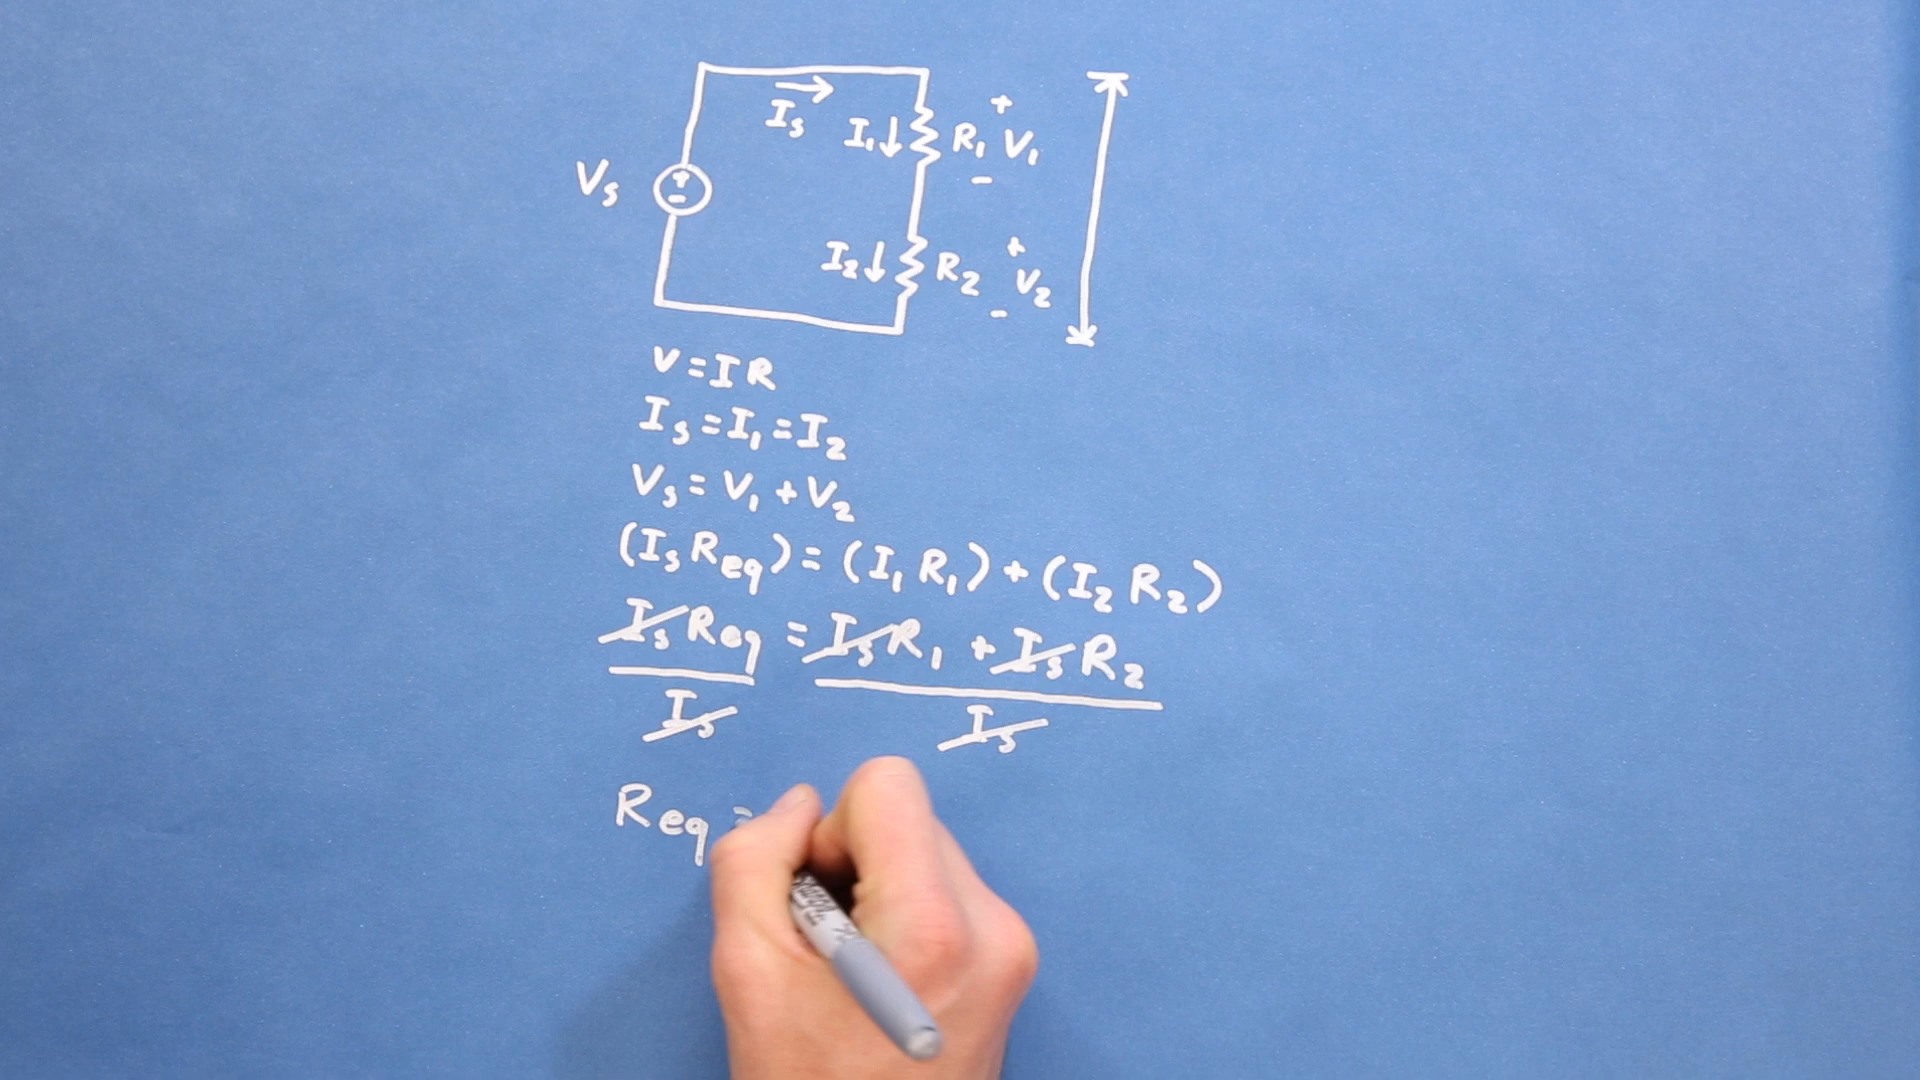 Is I₁ R₁ + V₁ -
Vs + -
I₂ R₂ + V₂ -
V=IR
Is=I₁=I₂
Vs=V₁+V₂
(IsReq)=(I₁R₁)+(I₂R₂)
IsReq = IsR₁ + IsR₂
Is Is
Req =